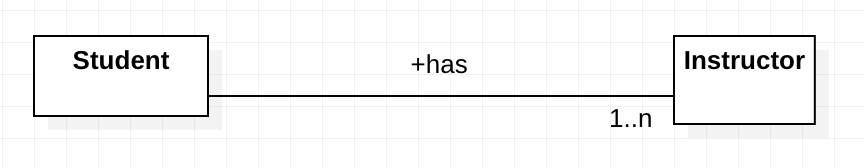 Student
+has
Instructor
1..n